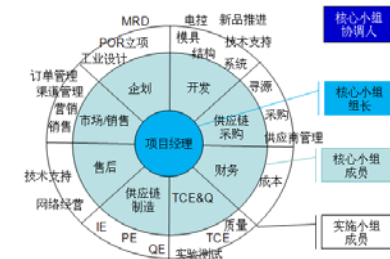 MRD
电控
新品推进
POR立项
模具
技术支持
工业设计
结构
系统
订单管理
渠道管理
营销
销售
企划
开发
寻源
采购
供应商管理
市场/销售
供应链
采购
项目经理
售后
财务
成本
技术支持
网络经营
供应链
制造
TCE&Q
质量
TCE
IE
PE
QE
实验测试
核心小组
协调人
核心小组
组长
核心小组
成员
实施小组
成员